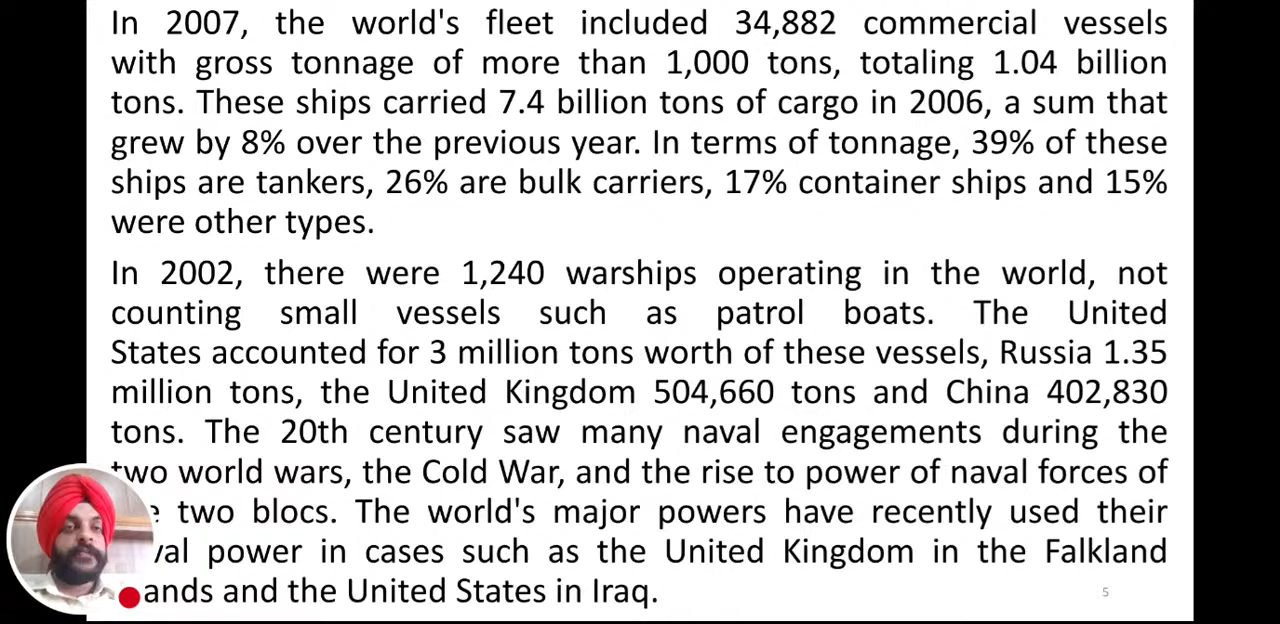 In 2007, the world's fleet included 34,882 commercial vessels
with gross tonnage of more than 1,000 tons, totaling 1.04 billion
tons. These ships carried 7.4 billion tons of cargo in 2006, a sum that
grew by 8% over the previous year. In terms of tonnage, 39% of these
ships are tankers, 26% are bulk carriers, 17% container ships and 15%
were other types.
In 2002, there were 1,240 warships operating in the world, not
counting small vessels such as patrol boats. The United
States accounted for 3 million tons worth of these vessels, Russia 1.35
million tons, the United Kingdom 504,660 tons and China 402,830
tons. The 20th century saw many naval engagements during the
two world wars, the Cold War, and the rise to power of naval forces of
two blocs. The world's major powers have recently used their
val power in cases such as the United Kingdom in the Falkland
ands and the United States in Iraq.
5